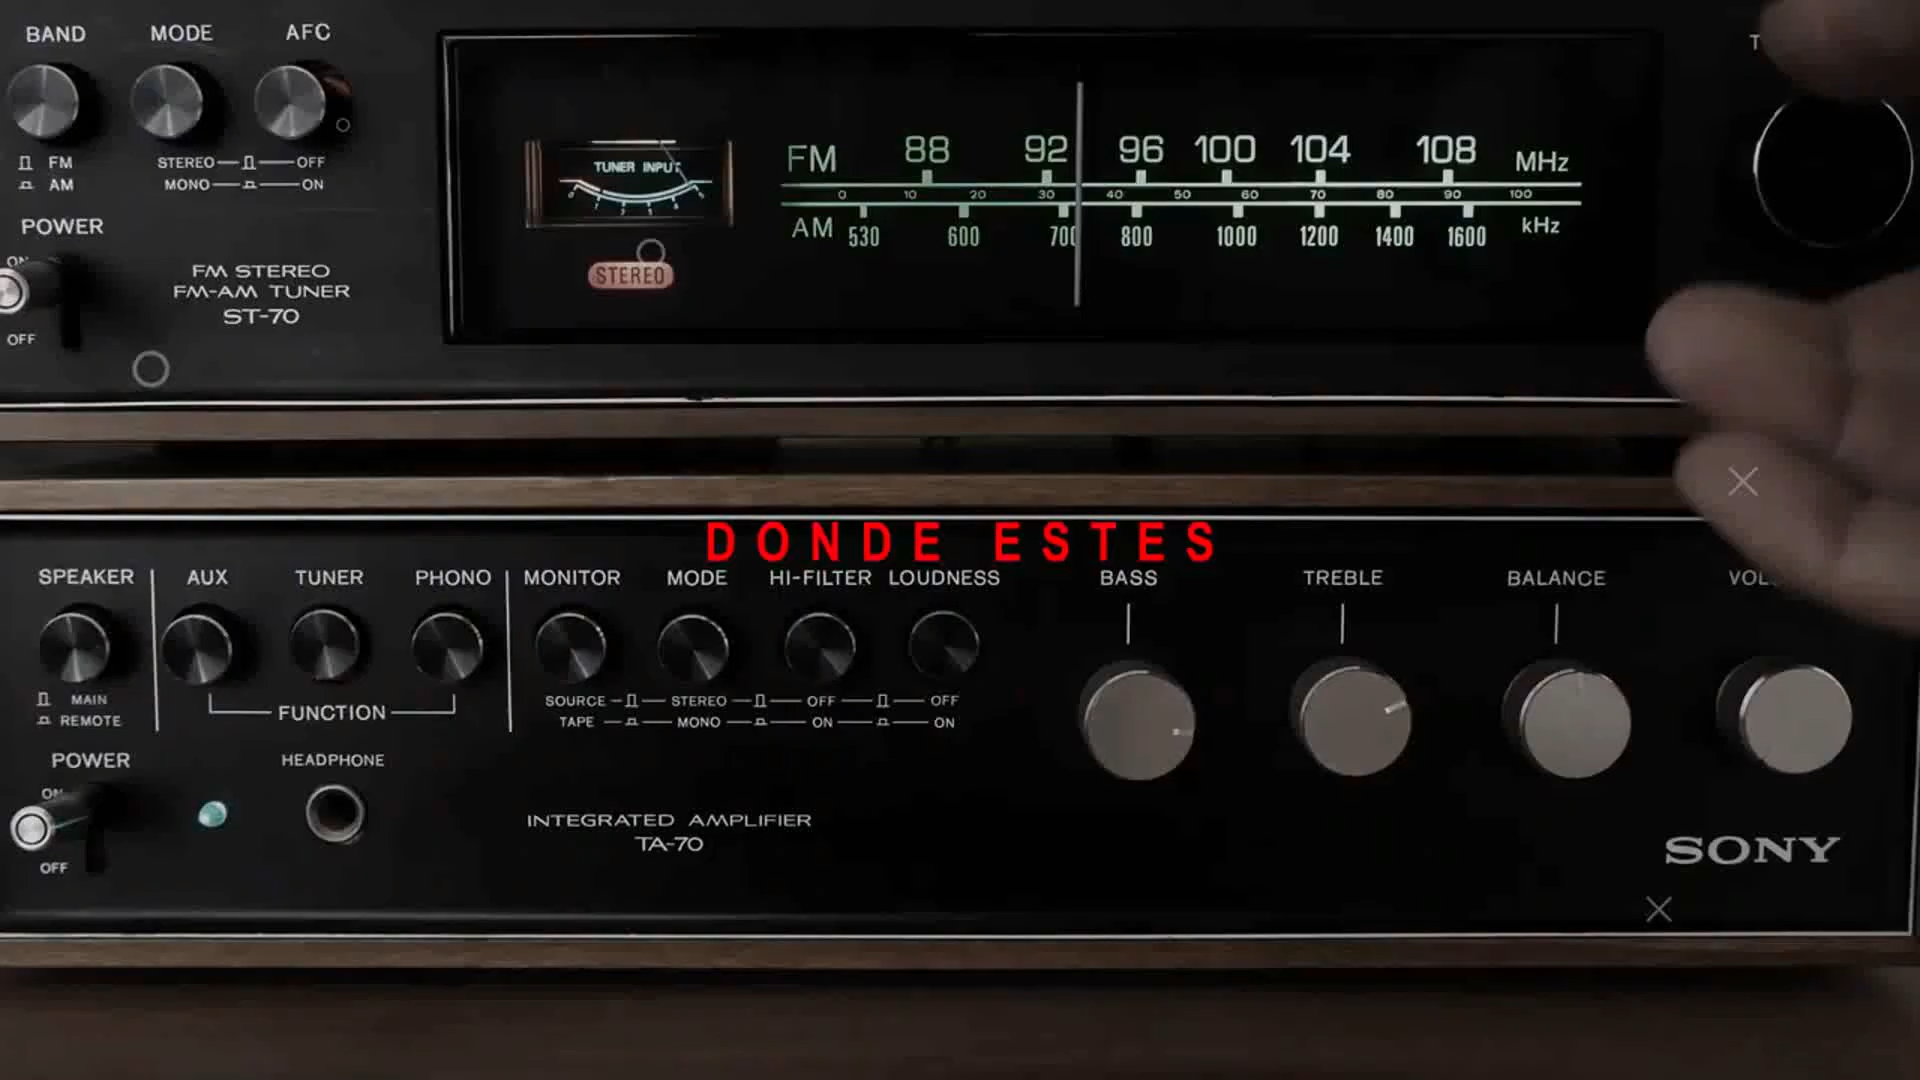 BAND MODE AFC
FM
AM
STEREO OFF
MONO ON
POWER
ON
OFF
FM STEREO
FM-AM TUNER
ST-70
TUNER INPUT
STEREO
FM 88 92 96 100 104 108 MHz
0 10 20 30 40 50 60 70 80 90 100
AM 530 600 700 800 1000 1200 1400 1600 kHz
DONDE ESTES
SPEAKER AUX TUNER PHONO MONITOR MODE HI-FILTER LOUDNESS BASS TREBLE BALANCE
MAIN
REMOTE
FUNCTION
SOURCE STEREO OFF OFF
TAPE MONO ON ON
POWER
ON
OFF
HEADPHONE
INTEGRATED AMPLIFIER
TA-70
SONY